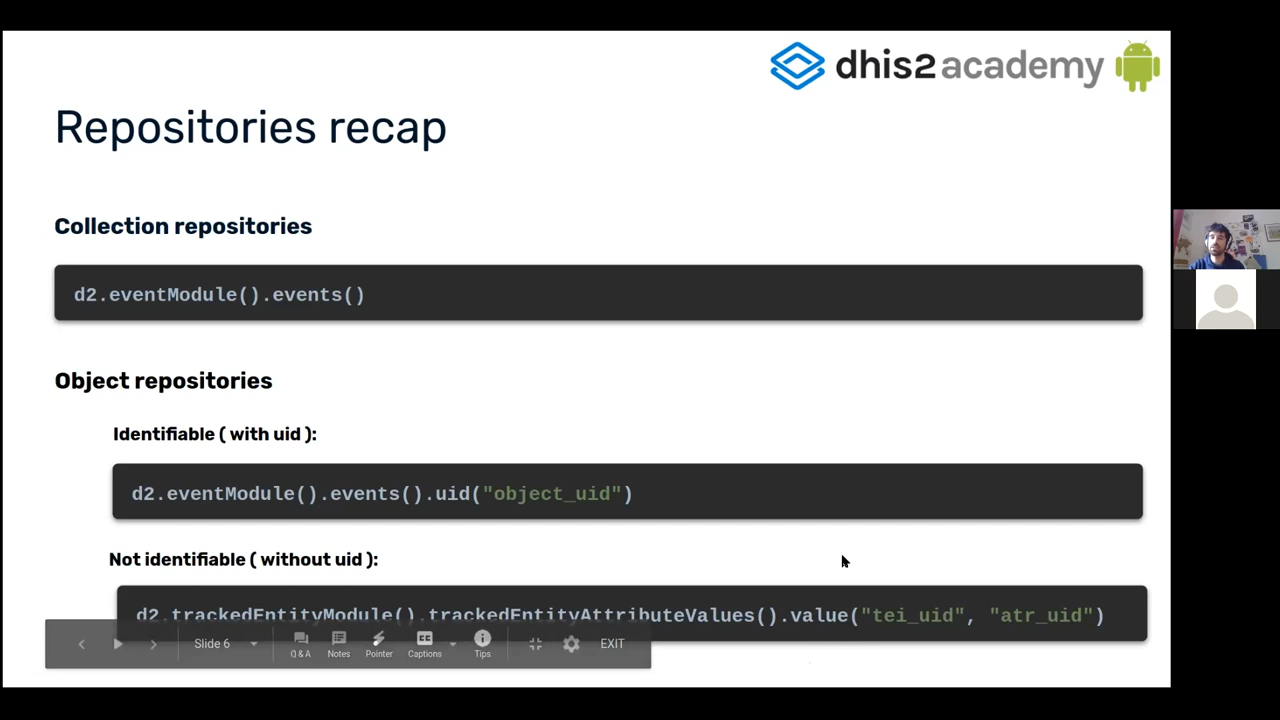 dhis2 academy
Repositories recap
Collection repositories
d2.eventModule().events()
Object repositories
Identifiable ( with uid ):
d2.eventModule().events().uid("object_uid")
Not identifiable ( without uid ):
d2.trackedEntityModule().trackedEntityAttributeValues().value("tei_uid", "atr_uid")
Slide 6
Q & A
Notes
Pointer
Captions
Tips
EXIT